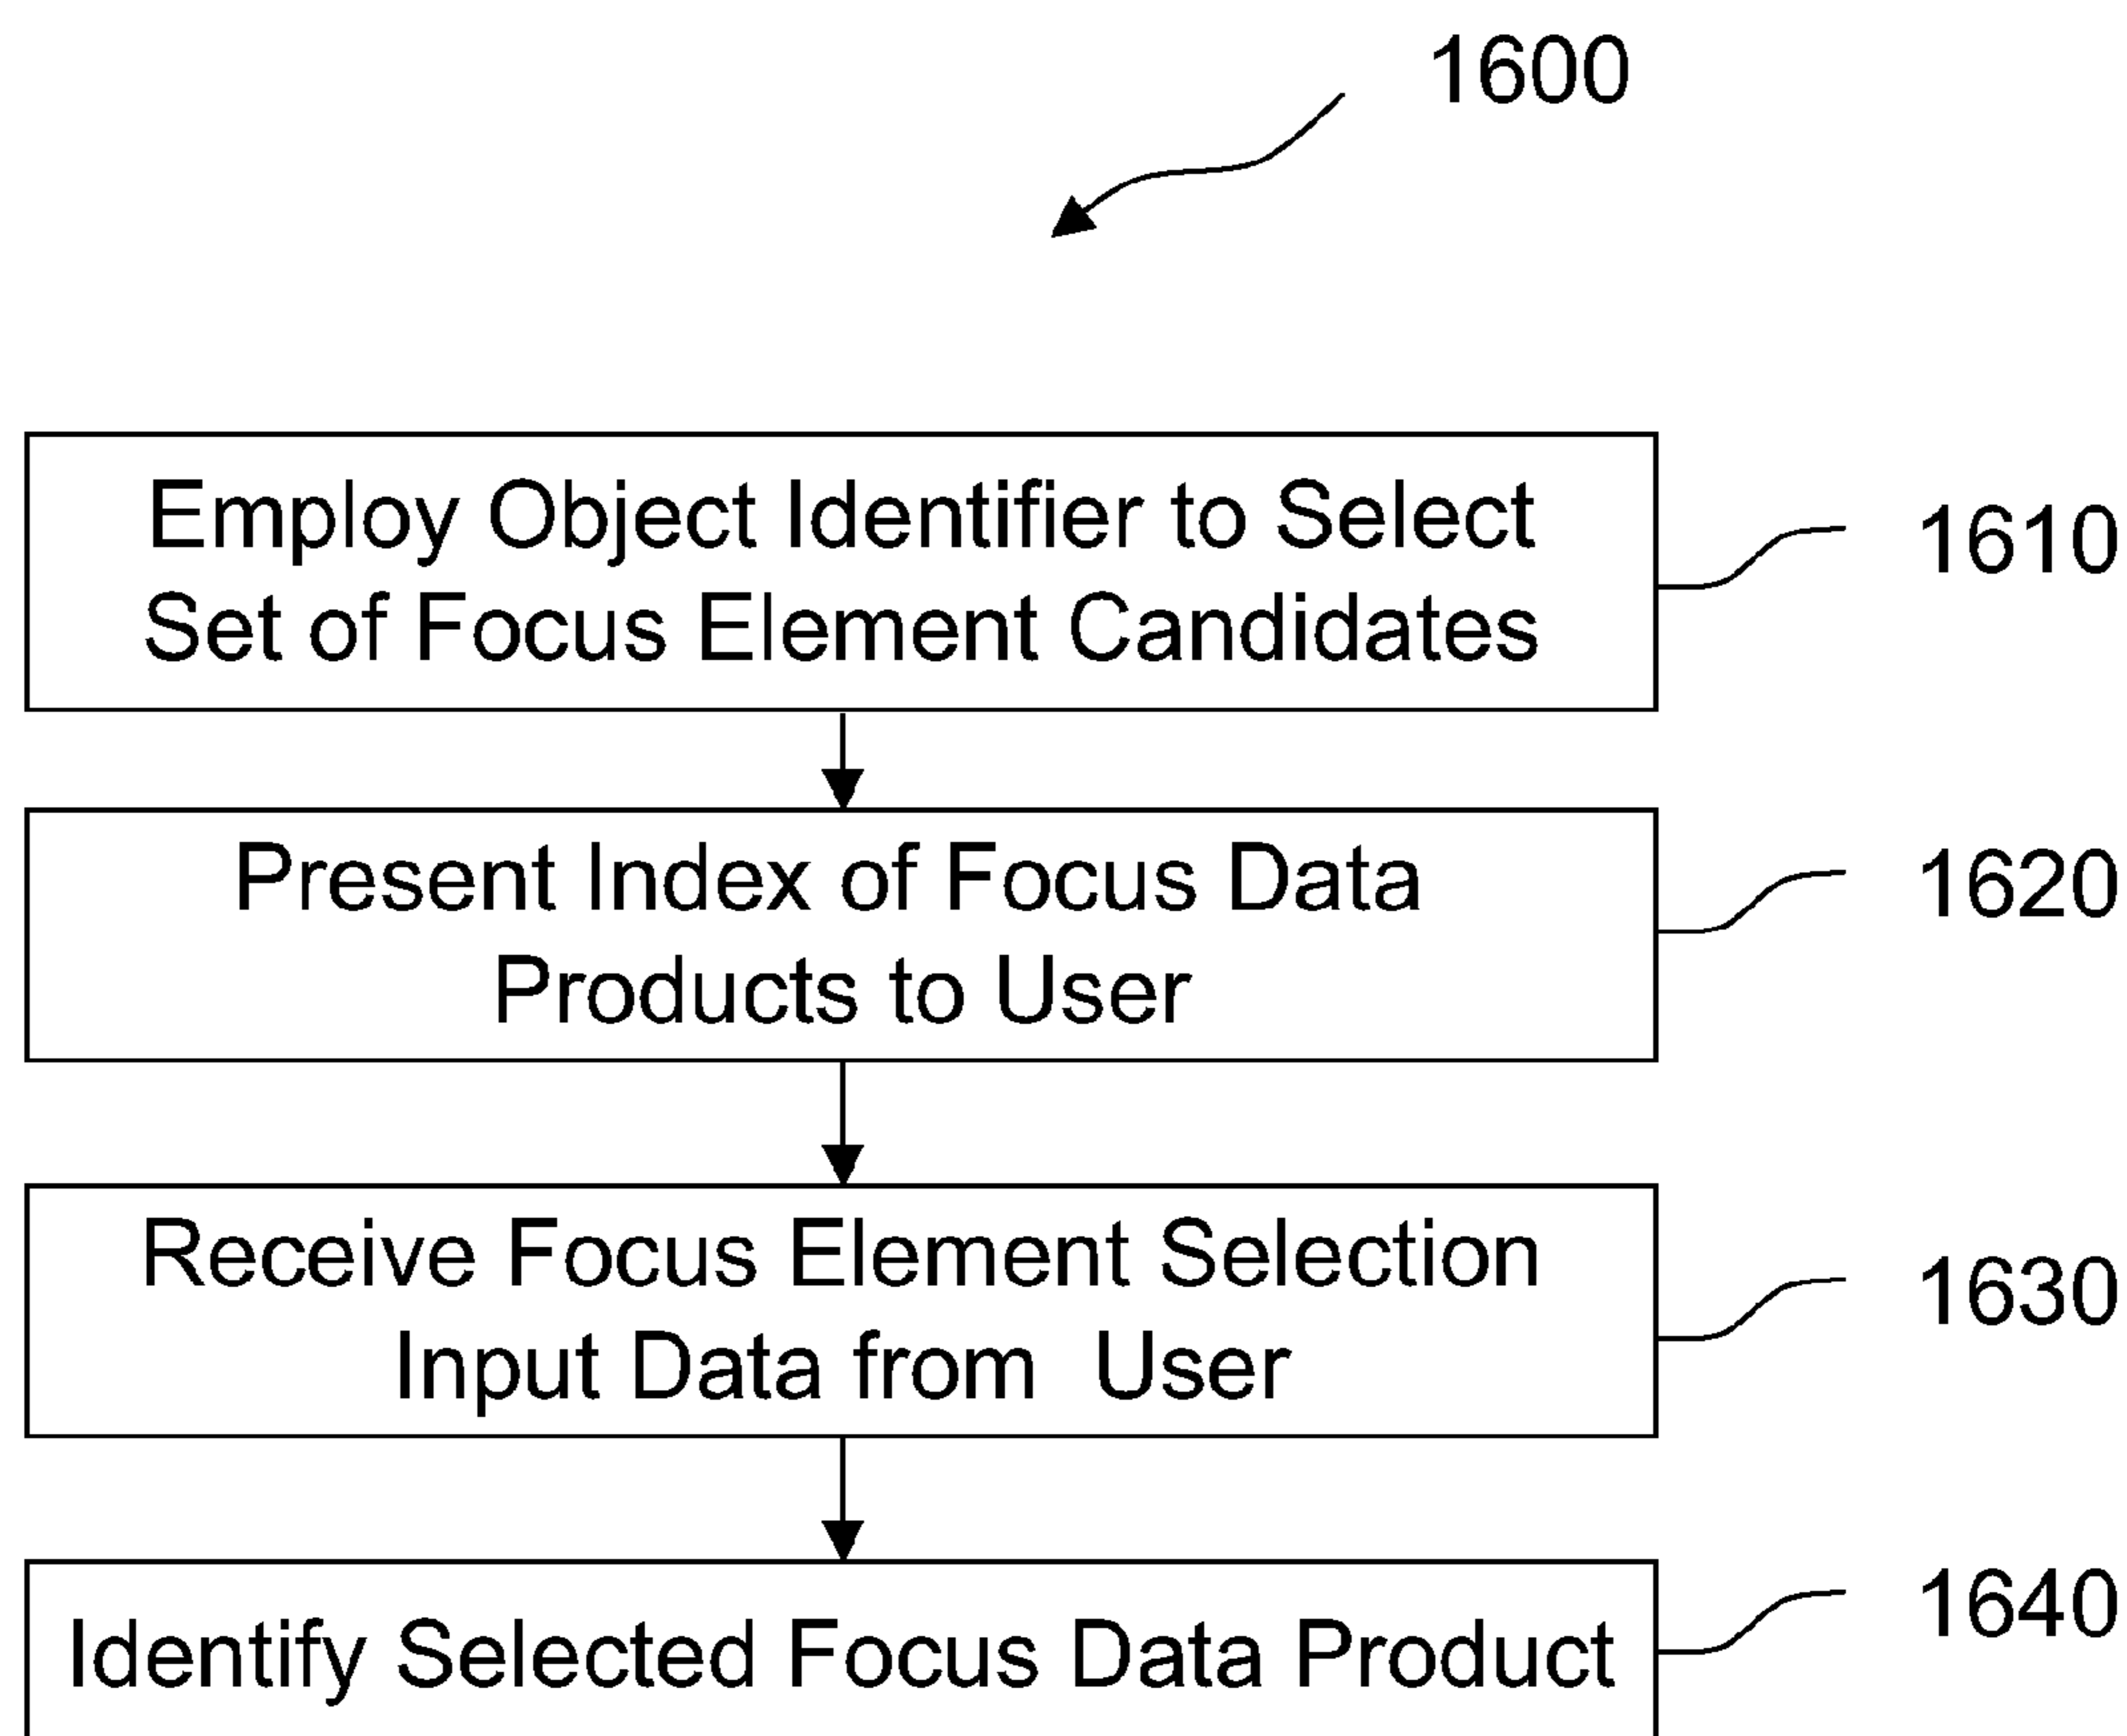 1600
Employ Object Identifier to Select
Set of Focus Element Candidates
1610
Present Index of Focus Data
Products to User
1620
Receive Focus Element Selection
Input Data from User
1630
Identify Selected Focus Data Product
1640